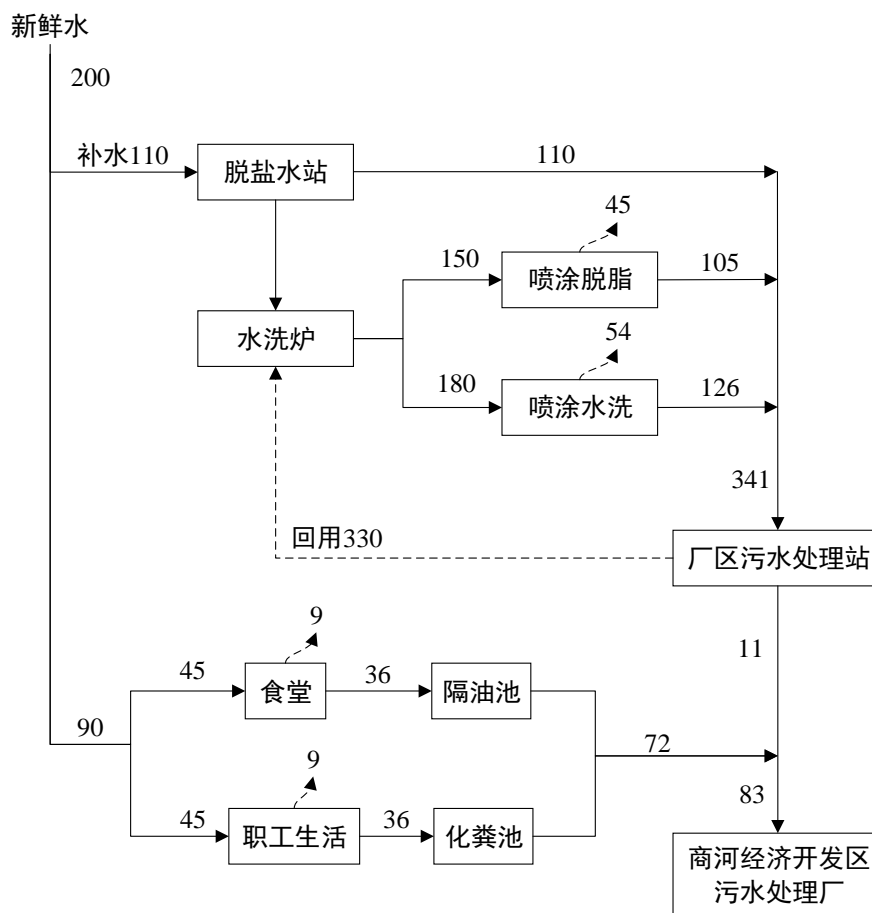 新鲜水
200
补水110
脱盐水站
110
45
150
喷涂脱脂
105
水洗炉
54
180
喷涂水洗
126
341
回用330
厂区污水处理站
9
11
45
食堂
36
隔油池
90
72
9
83
45
职工生活
36
化粪池
商河经济开发区
污水处理厂